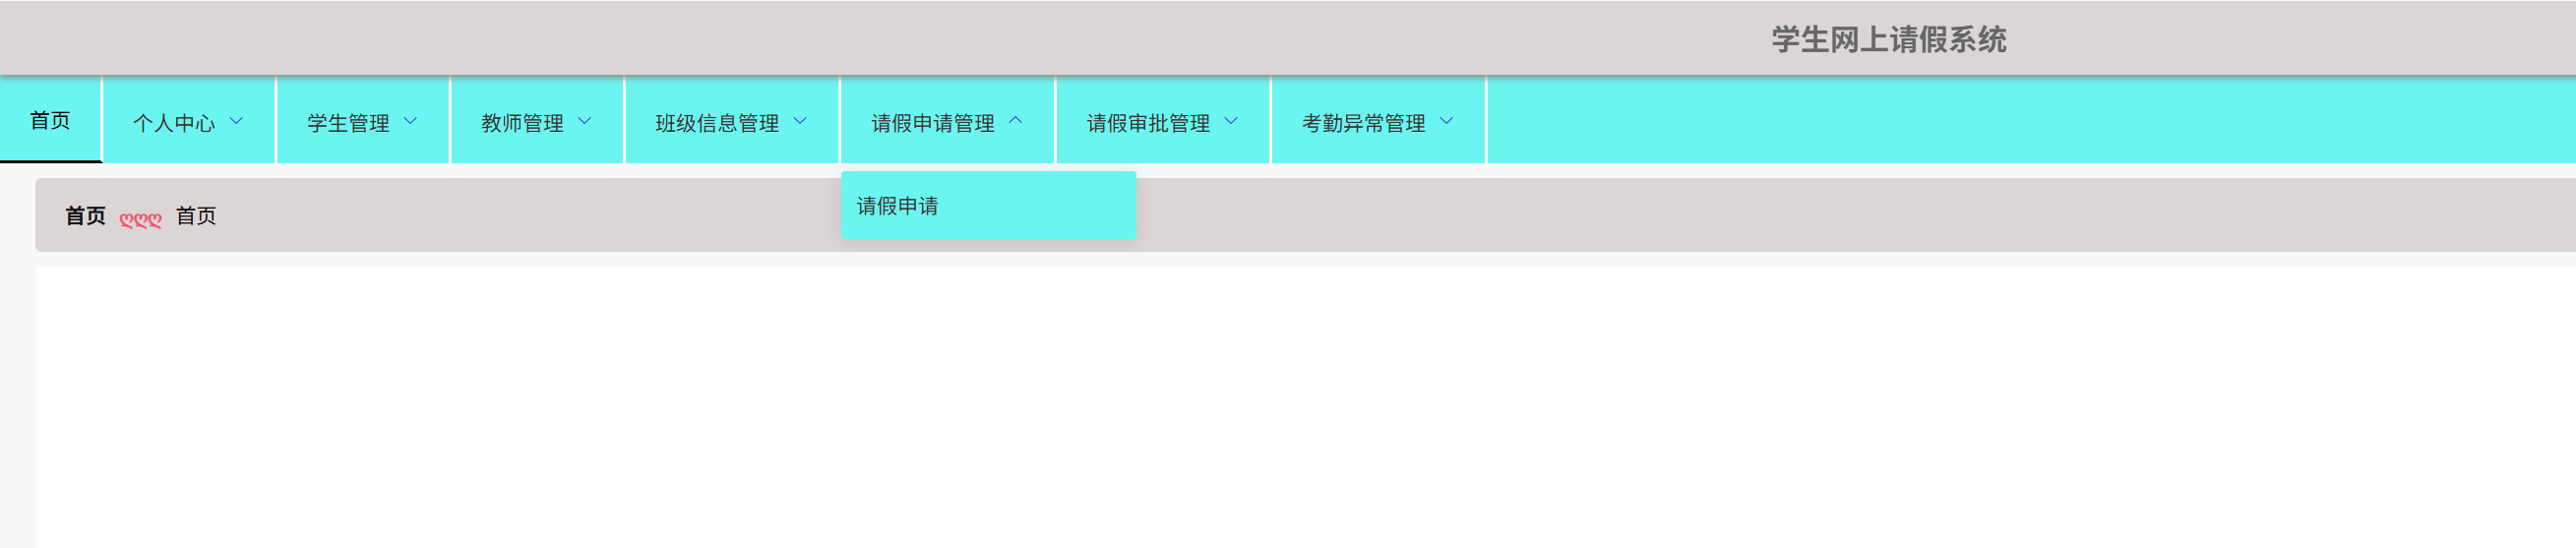 学生网上请假系统
首页 个人中心 学生管理 教师管理 班级信息管理 请假申请管理 请假审批管理 考勤异常管理
请假申请
首页 ღღღ 首页